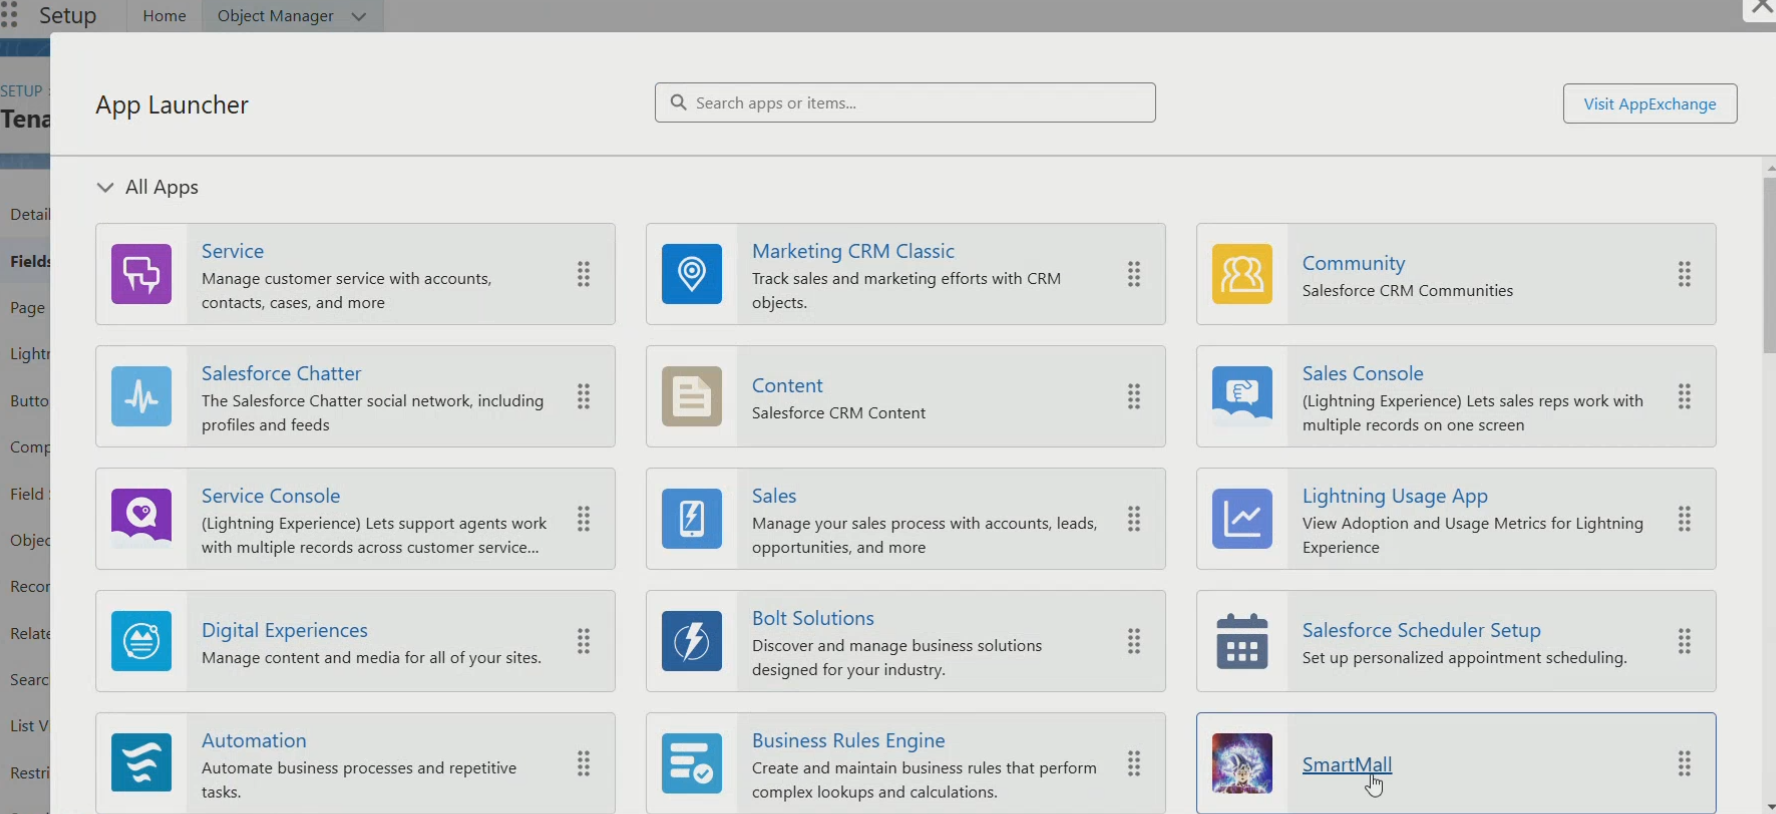 Setup
Home
Object Manager
SETUP
Tena
App Launcher
Search apps or items...
Visit AppExchange
All Apps
Detail
Fields
Page
Lightn
Butto
Comp
Field
Objec
Recor
Relate
Searc
List V
Restri
Service
Manage customer service with accounts,
contacts, cases, and more
Marketing CRM Classic
Track sales and marketing efforts with CRM
objects.
Community
Salesforce CRM Communities
Salesforce Chatter
The Salesforce Chatter social network, including
profiles and feeds
Content
Salesforce CRM Content
Sales Console
(Lightning Experience) Lets sales reps work with
multiple records on one screen
Service Console
(Lightning Experience) Lets support agents work
with multiple records across customer service...
Sales
Manage your sales process with accounts, leads,
opportunities, and more
Lightning Usage App
View Adoption and Usage Metrics for Lightning
Experience
Digital Experiences
Manage content and media for all of your sites.
Bolt Solutions
Discover and manage business solutions
designed for your industry.
Salesforce Scheduler Setup
Set up personalized appointment scheduling.
Automation
Automate business processes and repetitive
tasks.
Business Rules Engine
Create and maintain business rules that perform
complex lookups and calculations.
SmartMall